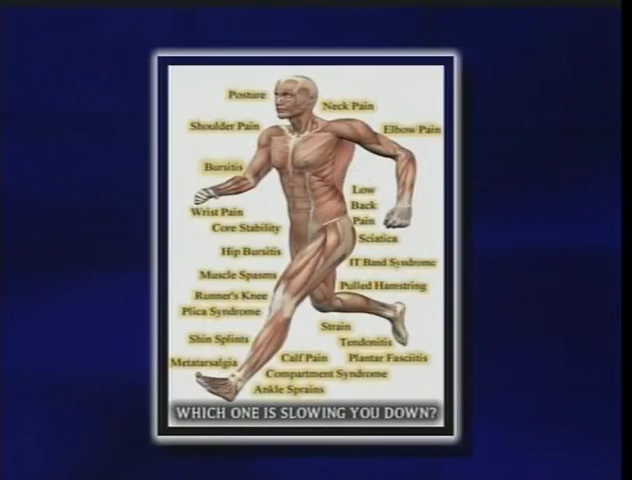 Posture
Neck Pain
Shoulder Pain
Elbow Pain
Bursitis
Low
Back
Pain
Wrist Pain
Core Stability
Sciatica
Hip Bursitis
IT Band Syndrome
Muscle Spasms
Pulled Hamstring
Runner's Knee
Plica Syndrome
Strain
Shin Splints
Tendonitis
Metatarsalgia
Calf Pain
Plantar Fasciitis
Compartment Syndrome
Ankle Sprains
WHICH ONE IS SLOWING YOU DOWN?